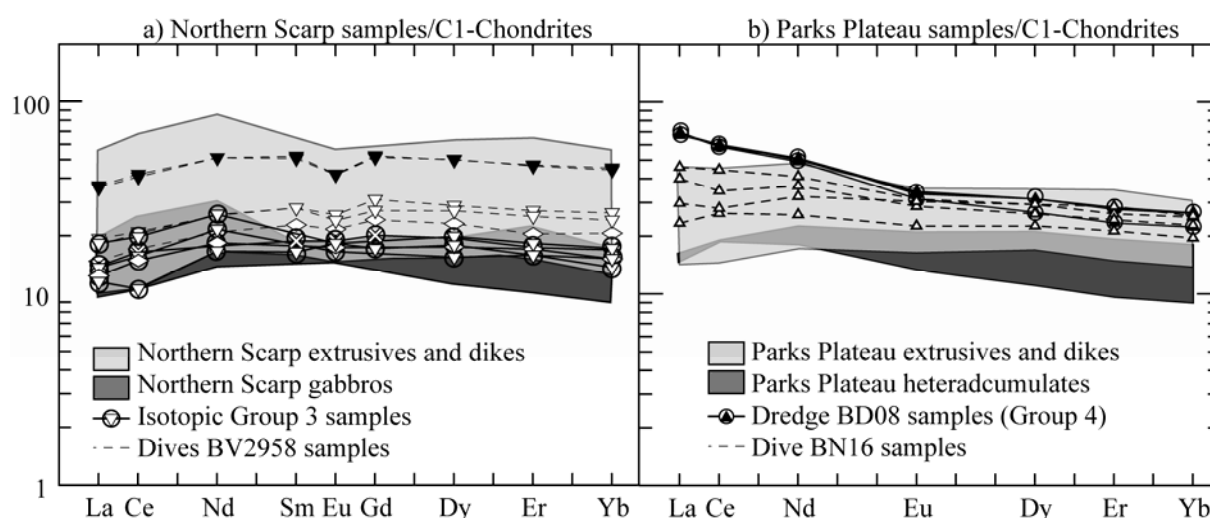 a) Northern Scarp samples/C1-Chondrites
b) Parks Plateau samples/C1-Chondrites
100
10
1
Northern Scarp extrusives and dikes
Northern Scarp gabbros
Isotopic Group 3 samples
Dives BV2958 samples
Parks Plateau extrusives and dikes
Parks Plateau heteradcumulates
Dredge BD08 samples (Group 4)
Dive BN16 samples
La Ce Nd Sm Eu Gd Dy Er Yb
La Ce Nd Eu Dy Er Yb